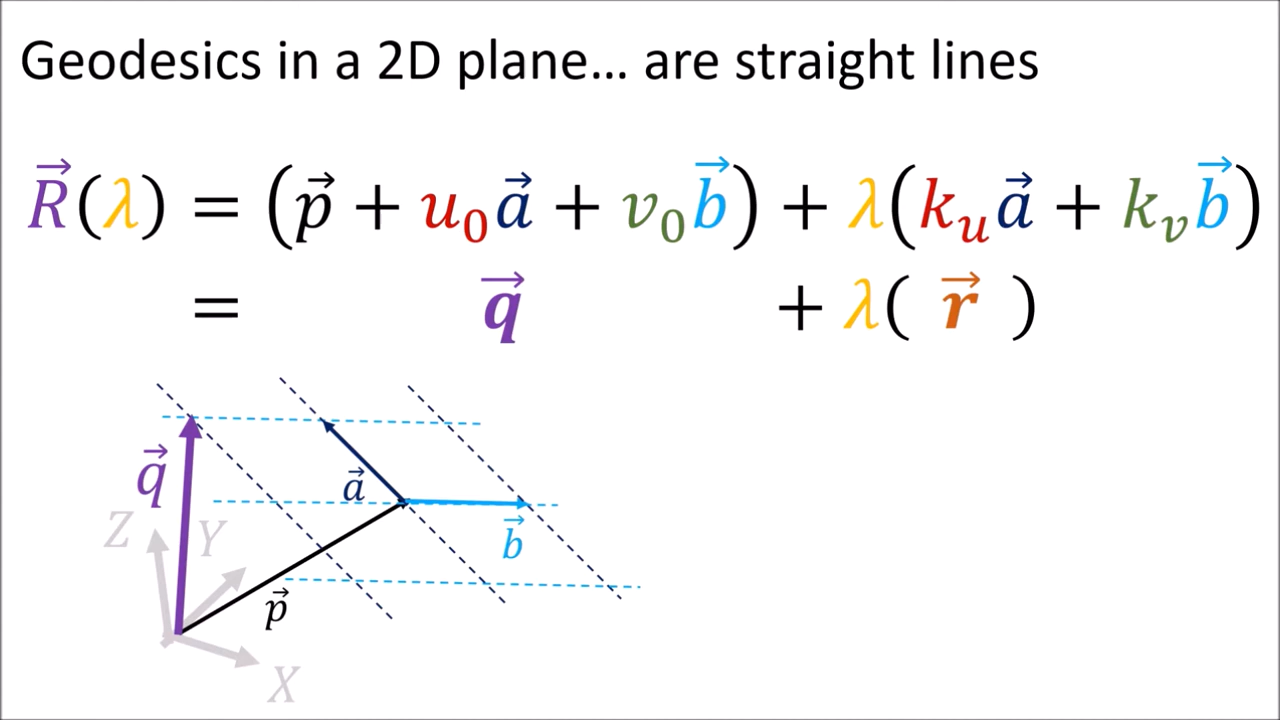 Geodesics in a 2D plane... are straight lines
R⃗(λ) = (p⃗ + u₀a⃗ + v₀b⃗) + λ(kᵤa⃗ + kᵥb⃗)
= q⃗ + λ( r⃗ )
q⃗
a⃗
Z
Y
b⃗
p⃗
X